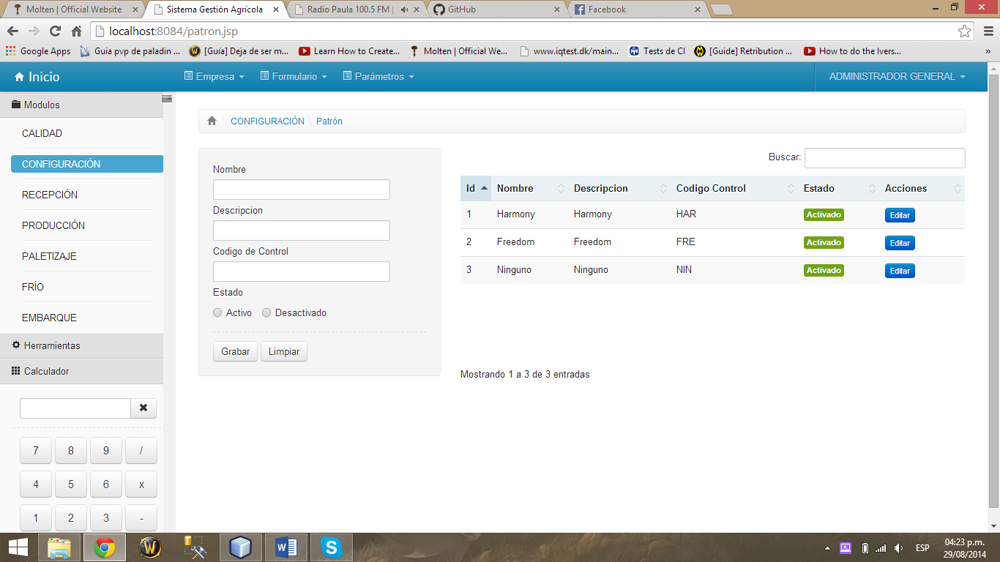 Molten | Official Website
Sistema Gestión Agrícola
Radio Paula 100.5 FM |
GitHub
Facebook
localhost:8084/patron.jsp
Google Apps
Guia pvp de paladin ...
[Guía] Deja de ser m...
Learn How to Create...
Molten | Official We...
www.iqtest.dk/main...
Tests de CI
[Guide] Retribution ...
How to do the Ivers...
»
Inicio
Empresa
Formulario
Parámetros
ADMINISTRADOR GENERAL
Modulos
CALIDAD
CONFIGURACIÓN
RECEPCIÓN
PRODUCCIÓN
PALETIZAJE
FRÍO
EMBARQUE
Herramientas
Calculador
7 8 9 /
4 5 6 x
1 2 3 -
CONFIGURACIÓN \ Patrón
Nombre
Descripcion
Codigo de Control
Estado
Activo Desactivado
Grabar Limpiar
Buscar:
Id Nombre Descripcion Codigo Control Estado Acciones
1 Harmony Harmony HAR Activado Editar
2 Freedom Freedom FRE Activado Editar
3 Ninguno Ninguno NIN Activado Editar
Mostrando 1 a 3 de 3 entradas
ESP
04:23 p.m.
29/08/2014